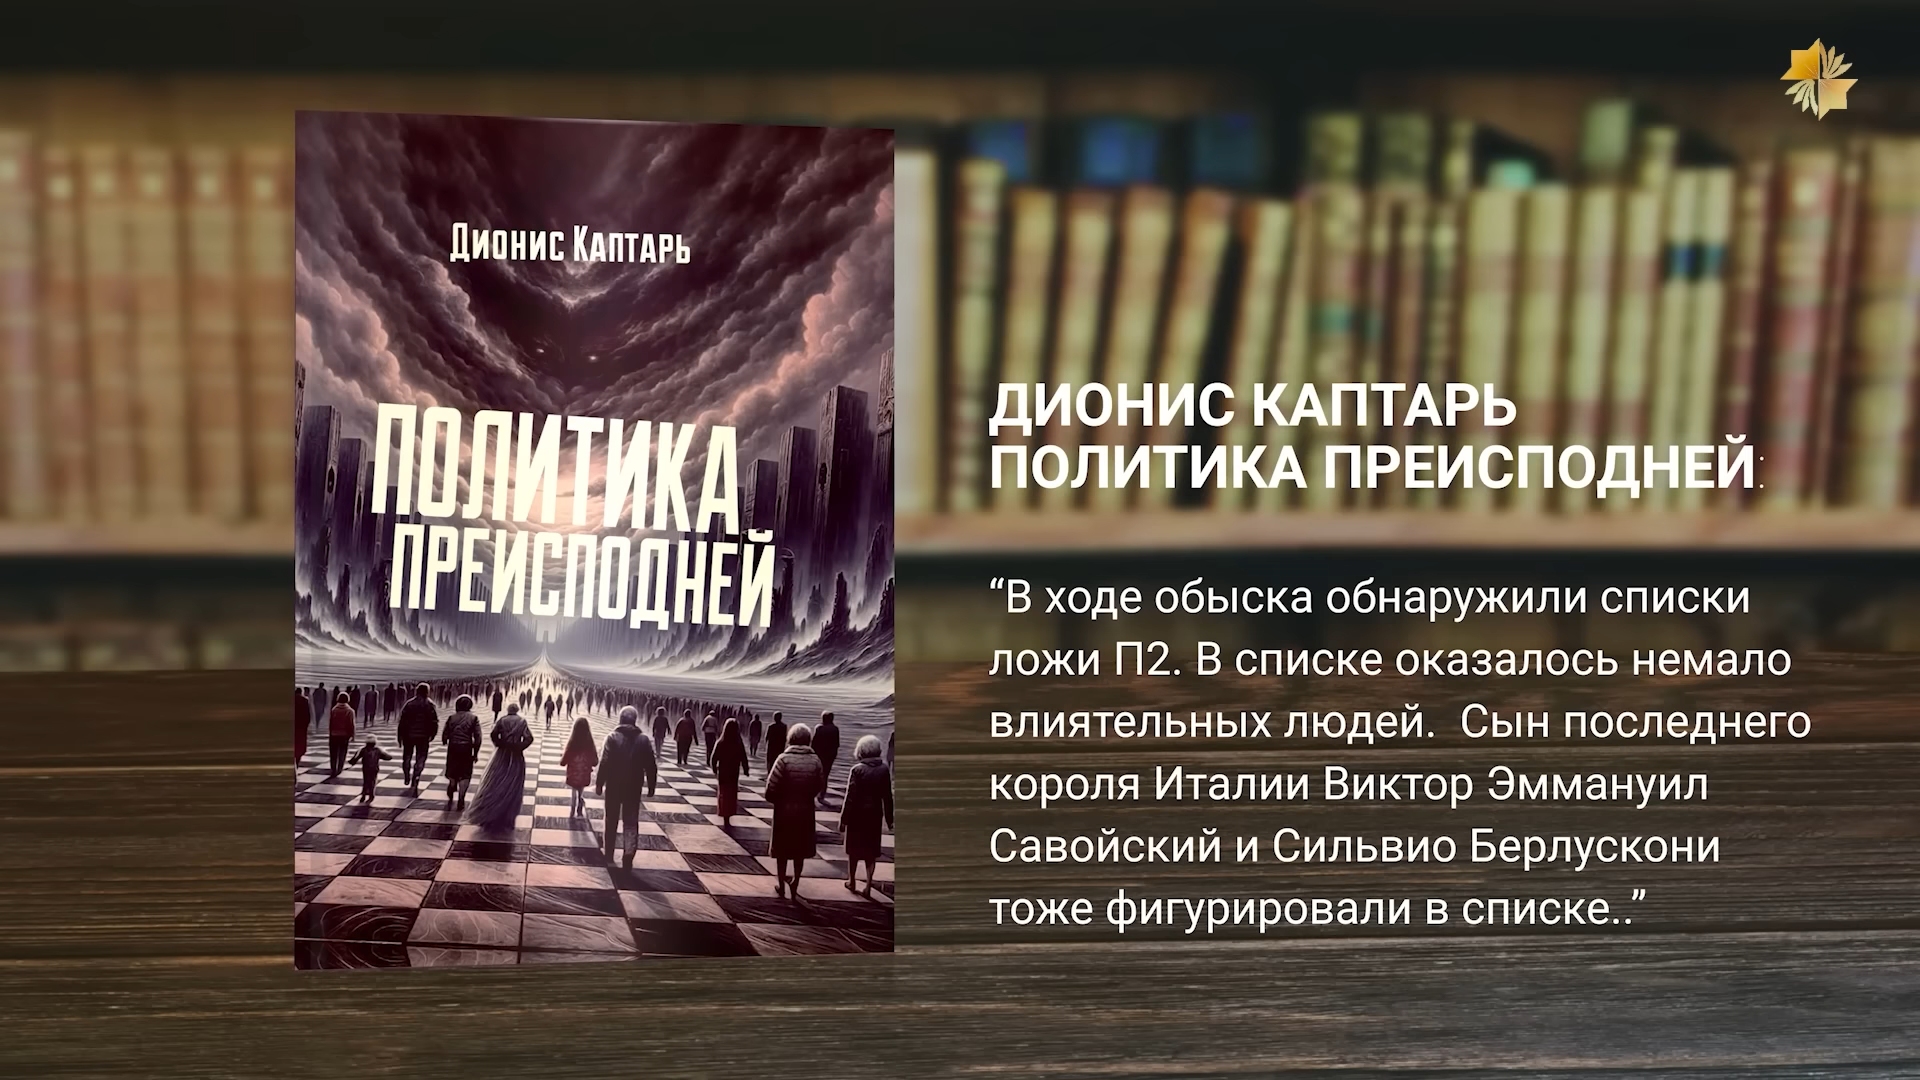 Дионис Каптарь
ПОЛИТИКА
ПРЕИСПОДНЕЙ
ДИОНИС КАПТАРЬ
ПОЛИТИКА ПРЕИСПОДНЕЙ:
“В ходе обыска обнаружили списки
ложи П2. В списке оказалось немало
влиятельных людей.  Сын последнего
короля Италии Виктор Эммануил
Савойский и Сильвио Берлускони
тоже фигурировали в списке..”